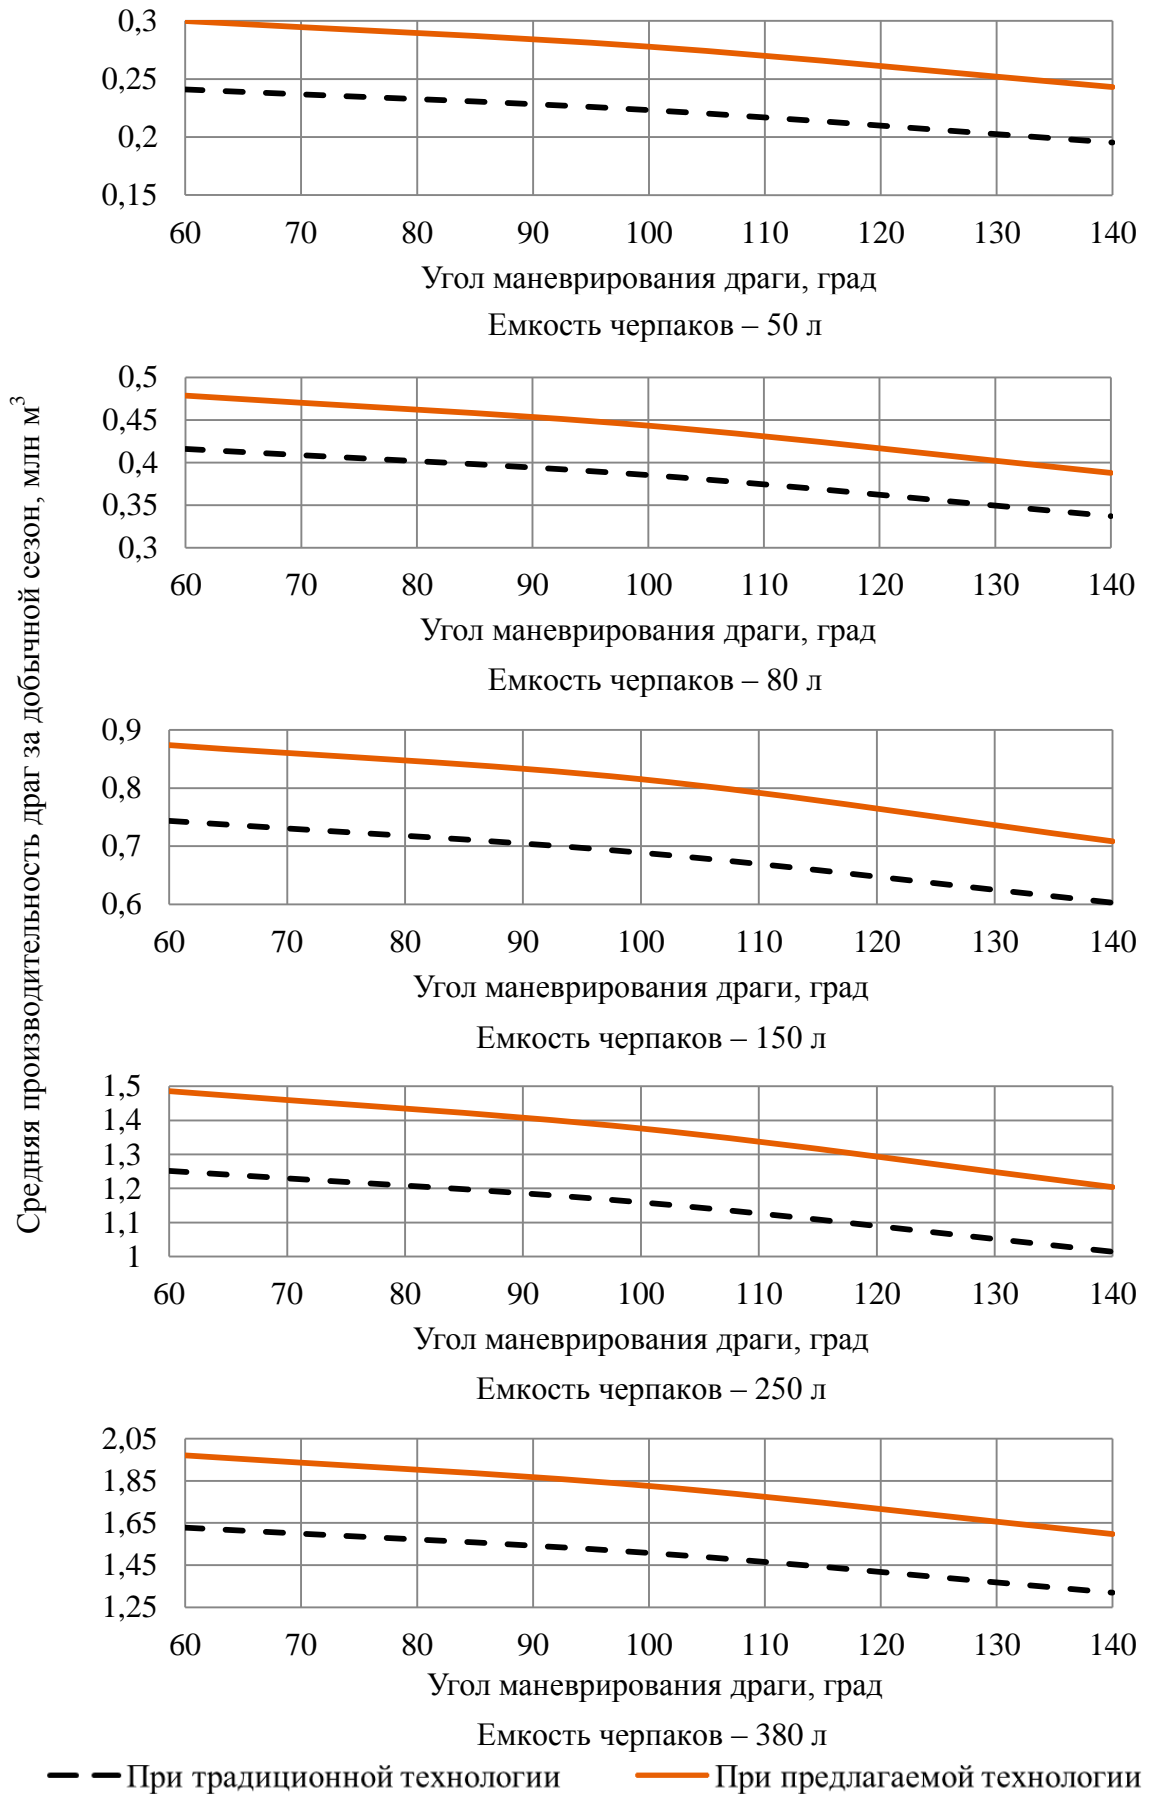 0,3
0,25
0,2
0,15
60 70 80 90 100 110 120 130 140
Угол маневрирования драги, град
Емкость черпаков – 50 л
Средняя производительность драг за добычной сезон, млн м³
0,5
0,45
0,4
0,35
0,3
60 70 80 90 100 110 120 130 140
Угол маневрирования драги, град
Емкость черпаков – 80 л
0,9
0,8
0,7
0,6
60 70 80 90 100 110 120 130 140
Угол маневрирования драги, град
Емкость черпаков – 150 л
1,5
1,4
1,3
1,2
1,1
1
60 70 80 90 100 110 120 130 140
Угол маневрирования драги, град
Емкость черпаков – 250 л
2,05
1,85
1,65
1,45
1,25
60 70 80 90 100 110 120 130 140
Угол маневрирования драги, град
Емкость черпаков – 380 л
При традиционной технологии При предлагаемой технологии